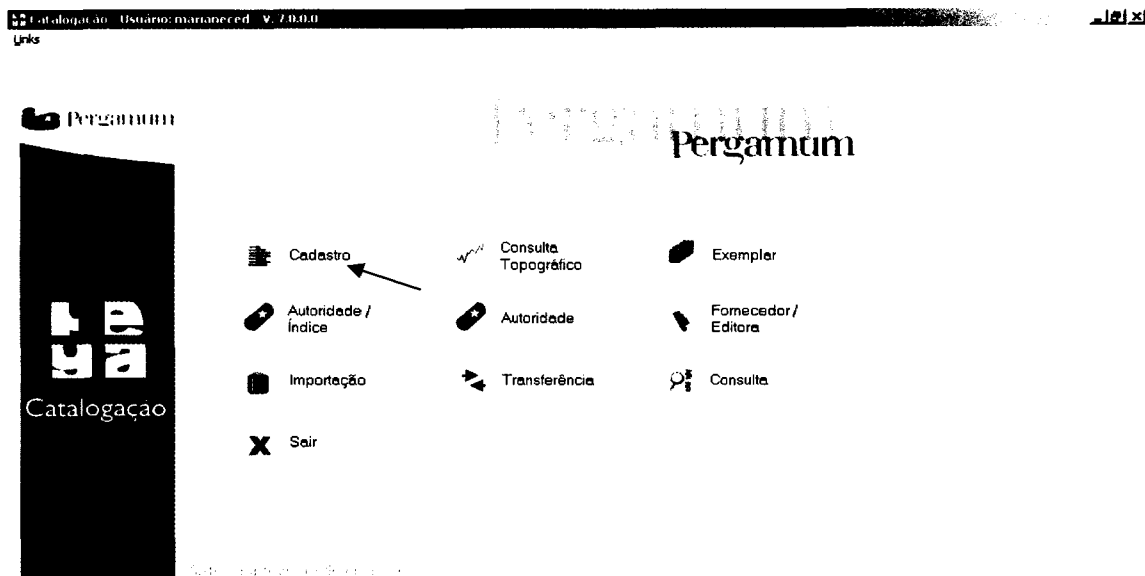 Catalogação Usuário: marianeced V. 7.0.0.0
Links
Pergamum
Pergamum
Pergamum
Cadastro
Consulta
Topográfico
Exemplar
Autoridade /
Índice
Autoridade
Fornecedor /
Editora
Importação
Transferência
Consulta
Catalogação
Sair